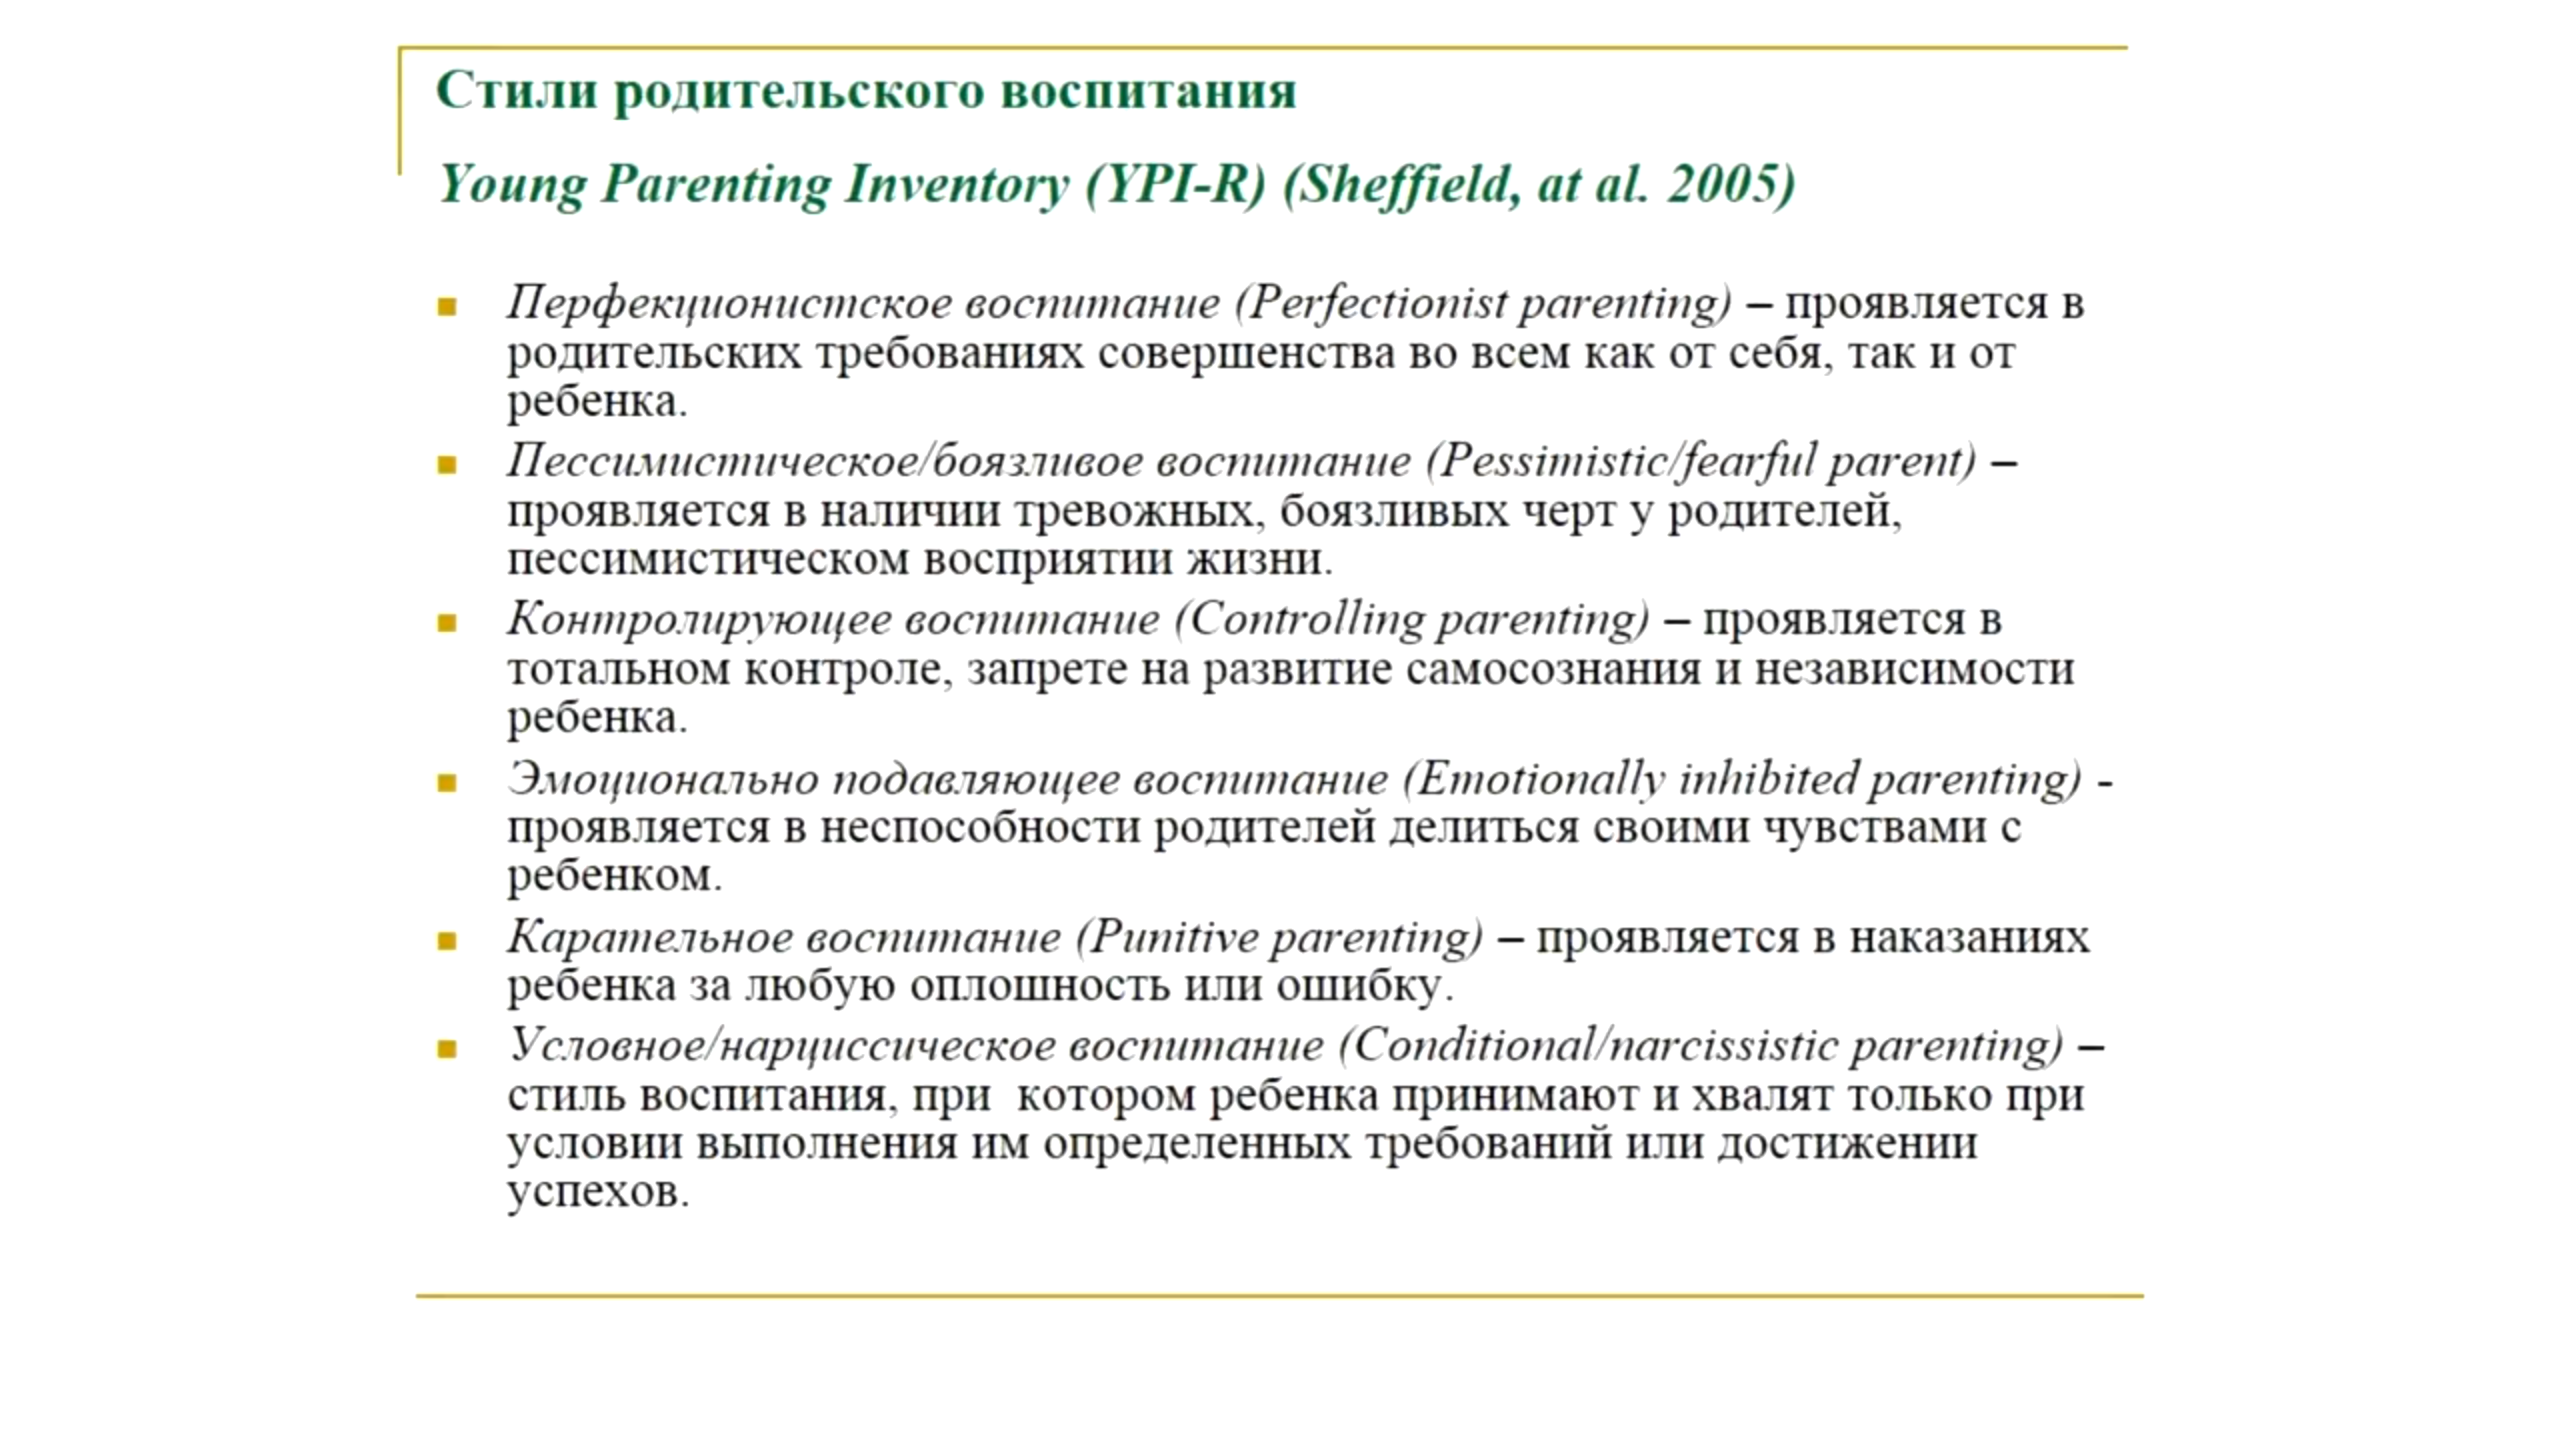 Стили родительского воспитания
Young Parenting Inventory (YPI-R) (Sheffield, at al. 2005)
Перфекционистское воспитание (Perfectionist parenting) – проявляется в
родительских требованиях совершенства во всем как от себя, так и от
ребенка.
Пессимистическое/боязливое воспитание (Pessimistic/fearful parent) –
проявляется в наличии тревожных, боязливых черт у родителей,
пессимистическом восприятии жизни.
Контролирующее воспитание (Controlling parenting) – проявляется в
тотальном контроле, запрете на развитие самосознания и независимости
ребенка.
Эмоционально подавляющее воспитание (Emotionally inhibited parenting) -
проявляется в неспособности родителей делиться своими чувствами с
ребенком.
Карательное воспитание (Punitive parenting) – проявляется в наказаниях
ребенка за любую оплошность или ошибку.
Условное/нарциссическое воспитание (Conditional/narcissistic parenting) –
стиль воспитания, при  котором ребенка принимают и хвалят только при
условии выполнения им определенных требований или достижении
успехов.